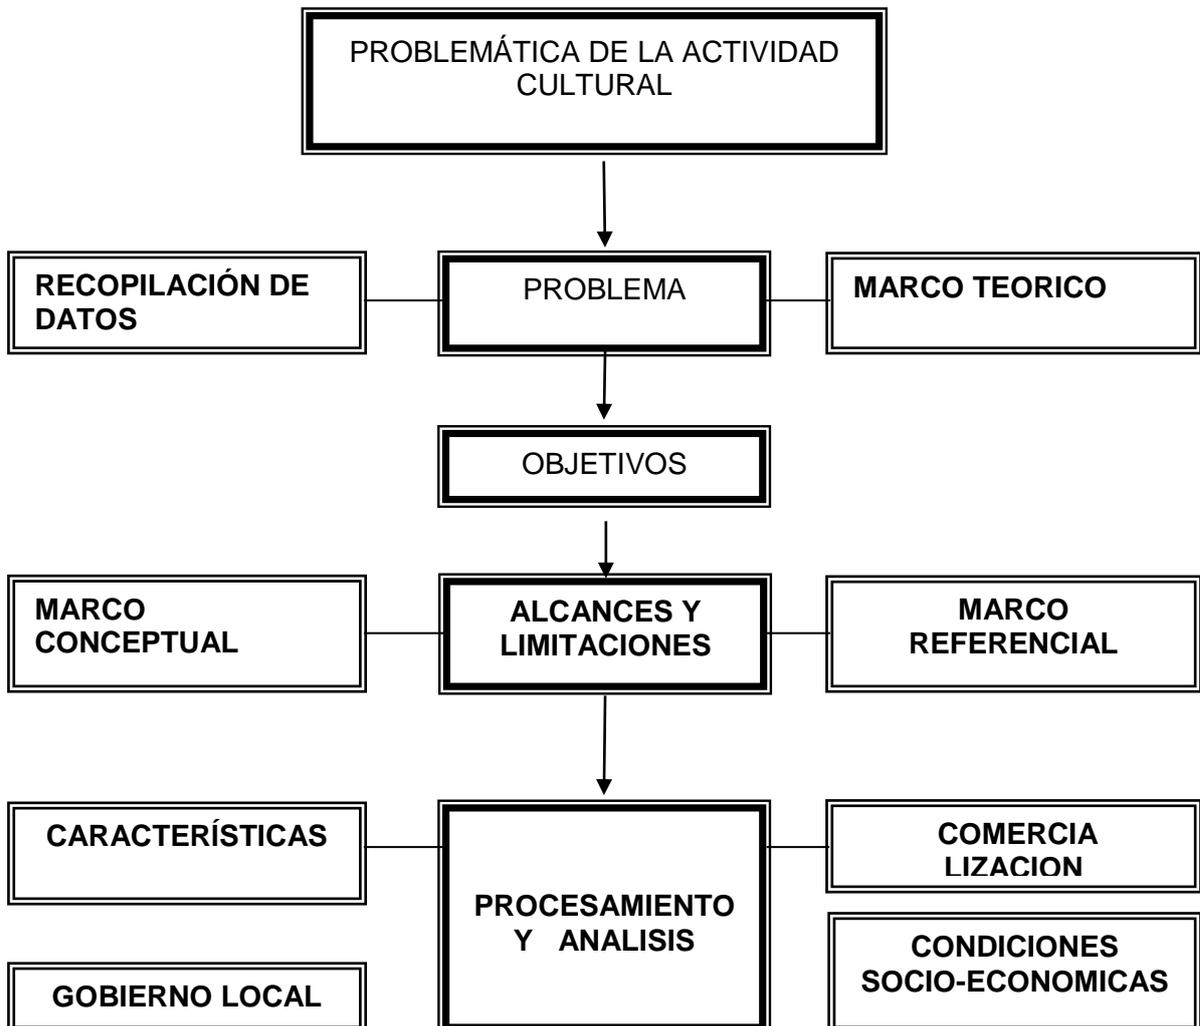 PROBLEMÁTICA DE LA ACTIVIDAD
CULTURAL
RECOPILACIÓN DE
DATOS
PROBLEMA
MARCO TEORICO
OBJETIVOS
MARCO
CONCEPTUAL
ALCANCES Y
LIMITACIONES
MARCO
REFERENCIAL
CARACTERÍSTICAS
PROCESAMIENTO
Y ANALISIS
COMERCIA
LIZACION
GOBIERNO LOCAL
CONDICIONES
SOCIO-ECONOMICAS